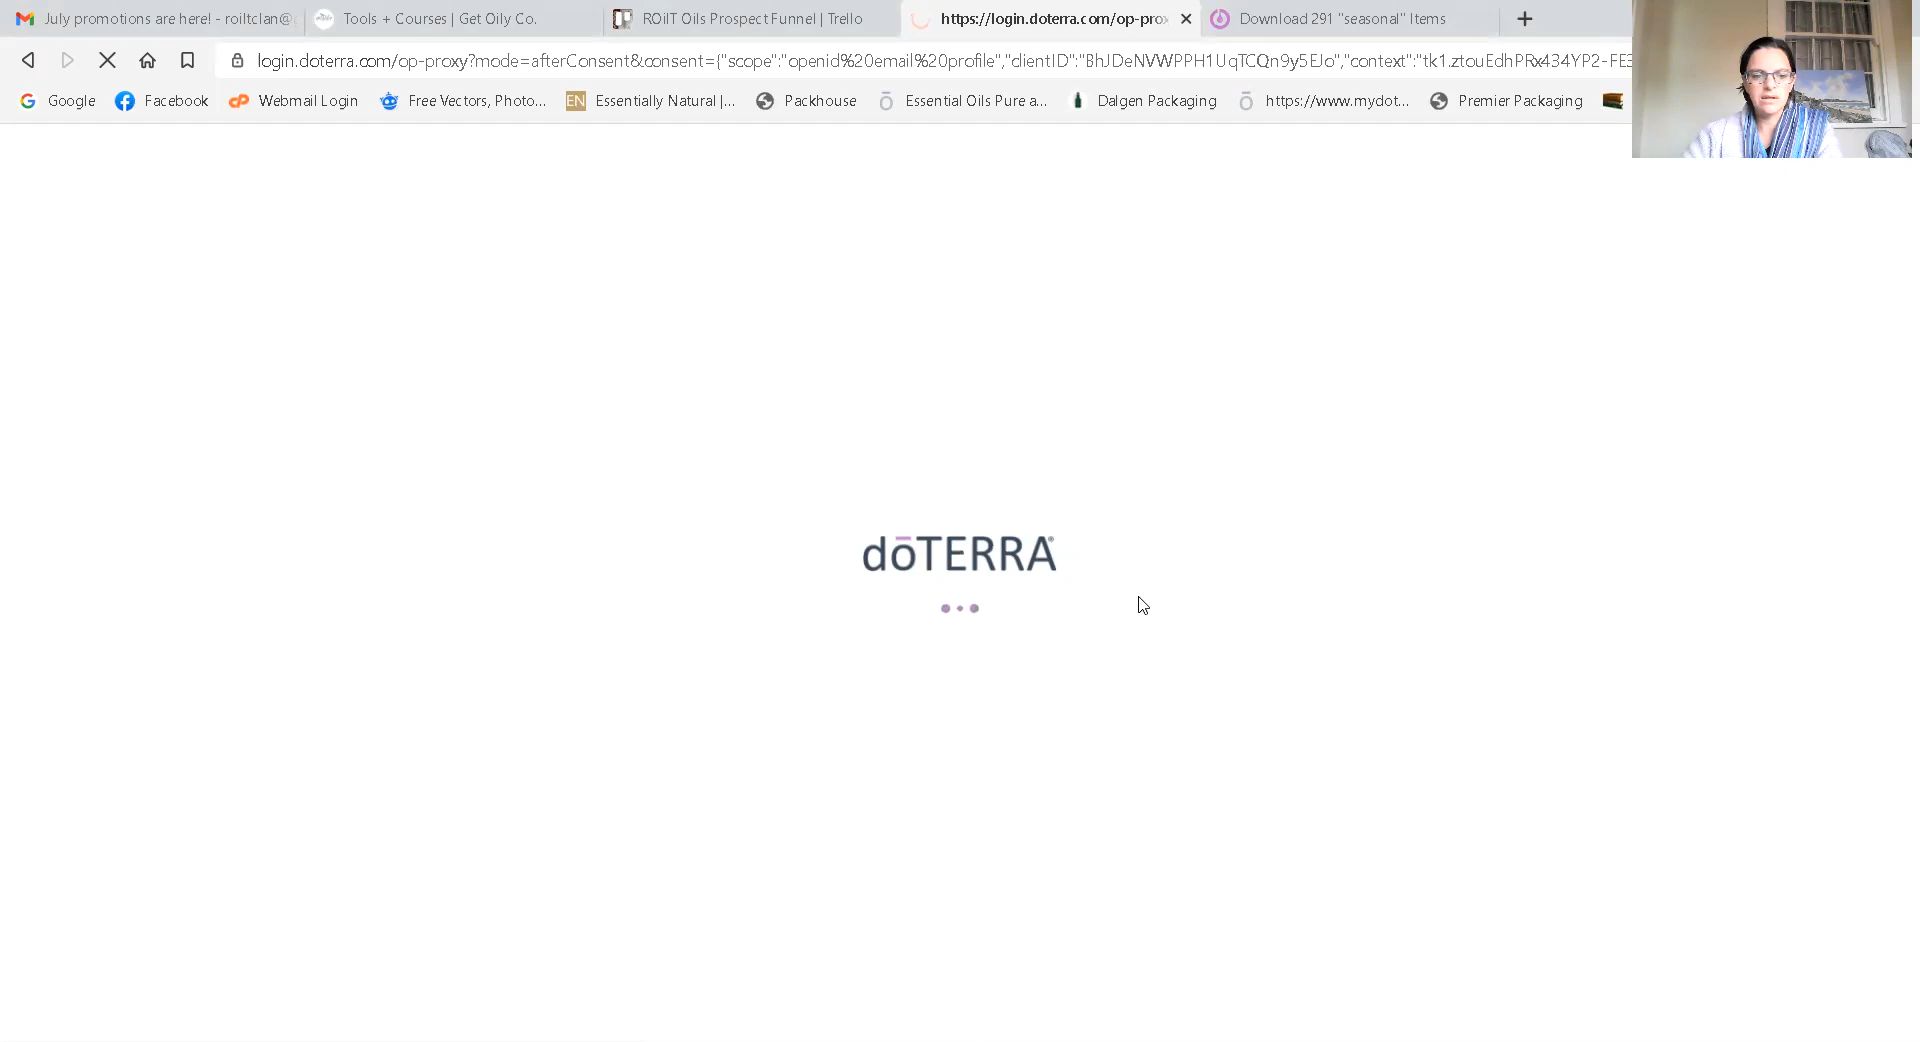 July promotions are here! - roiltclan@
Tools + Courses | Get Oily Co.
ROilT Oils Prospect Funnel | Trello
https://login.doterra.com/op-prox
Download 291 "seasonal" Items
login.doterra.com/op-proxy?mode=afterConsent&consent={"scope":"openid%20email%20profile","clientID":"BhJDeNVWPPH1UqTCQn9y5EJo","context":"tk1.ztouEdhPRx434YP2-FE3
Google
Facebook
Webmail Login
Free Vectors, Photo...
EN
Essentially Natural |...
Packhouse
Essential Oils Pure a...
Dalgen Packaging
https://www.mydot...
Premier Packaging
dōTERRA®